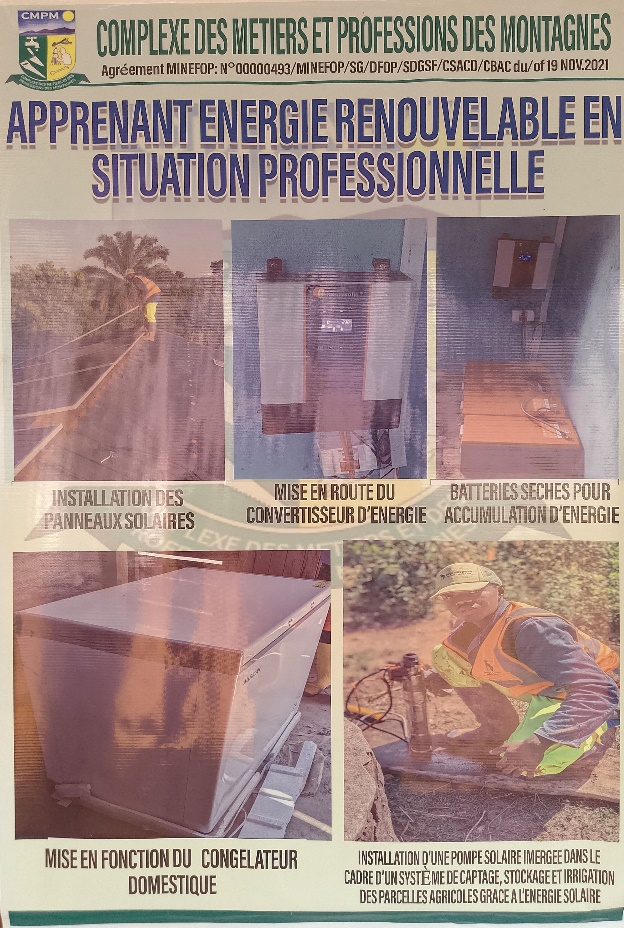 CMPM
COMPLEXE DES METIERS ET PROFESSIONS DES MONTAGNES
Agréement MINEFOP: N°00000493/MINEFOP/SG/DFOP/SDGSF/CSACD/CBAC du/of 19 NOV.2021
APPRENANT ENERGIE RENOUVELABLE EN
SITUATION PROFESSIONNELLE
INSTALLATION DES
PANNEAUX SOLAIRES
MISE EN ROUTE DU
CONVERTISSEUR D'ENERGIE
BATTERIES SECHES POUR
ACCUMULATION D'ENERGIE
MISE EN FONCTION DU CONGELATEUR
DOMESTIQUE
INSTALLATION D'UNE POMPE SOLAIRE IMERGEE DANS LE
CADRE D'UN SYSTÈME DE CAPTAGE, STOCKAGE ET IRRIGATION
DES PARCELLES AGRICOLES GRACE A L'ENERGIE SOLAIRE